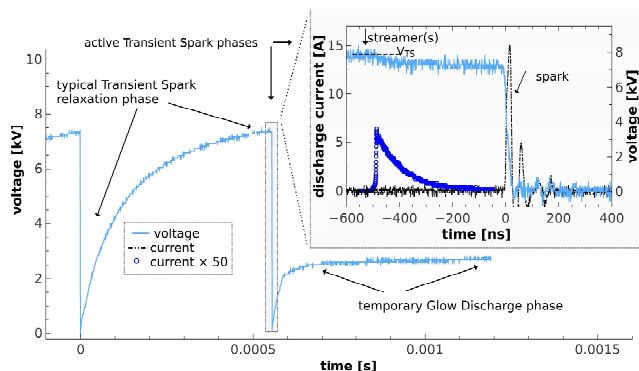 active Transient Spark phases
typical Transient Spark
relaxation phase
voltage [kV]
10
8
6
4
2
0
voltage
current
current × 50
temporary Glow Discharge phase
0
0.0005
0.001
0.0015
time [s]
streamer(s)
V_TS
spark
discharge current [A]
15
10
5
0
voltage [kV]
8
6
4
2
0
−600
−400
−200
0
200
400
time [ns]